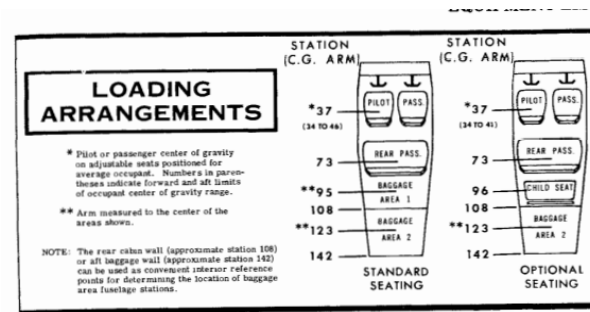 LOADING
ARRANGEMENTS
* Pilot or passenger center of gravity
on adjustable seats positioned for
average occupant. Numbers in paren-
theses indicate forward and aft limits
of occupant center of gravity range.
** Arm measured to the center of the
areas shown.
NOTE: The rear cabin wall (approximate station 108)
or aft baggage wall (approximate station 142)
can be used as convenient interior reference
points for determining the location of baggage
area fuselage stations.
STATION
(C.G. ARM)
*37
(34 TO 46)
73
**95
108
**123
142
PILOT
PASS.
REAR PASS.
BAGGAGE
AREA 1
BAGGAGE
AREA 2
STANDARD
SEATING
STATION
(C.G. ARM)
*37
(34 TO 41)
73
96
108
**123
142
PILOT
PASS.
REAR PASS.
CHILD SEAT
BAGGAGE
AREA 2
OPTIONAL
SEATING